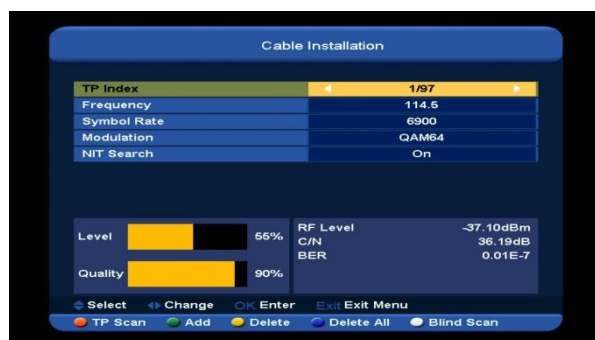 Cable Installation
TP Index 1/97
Frequency 114.5
Symbol Rate 6900
Modulation QAM64
NIT Search On
Level 55%
Quality 90%
RF Level -37.10dBm
C/N 36.19dB
BER 0.01E-7
Select Change OK Enter Exit Exit Menu
TP Scan Add Delete Delete All Blind Scan